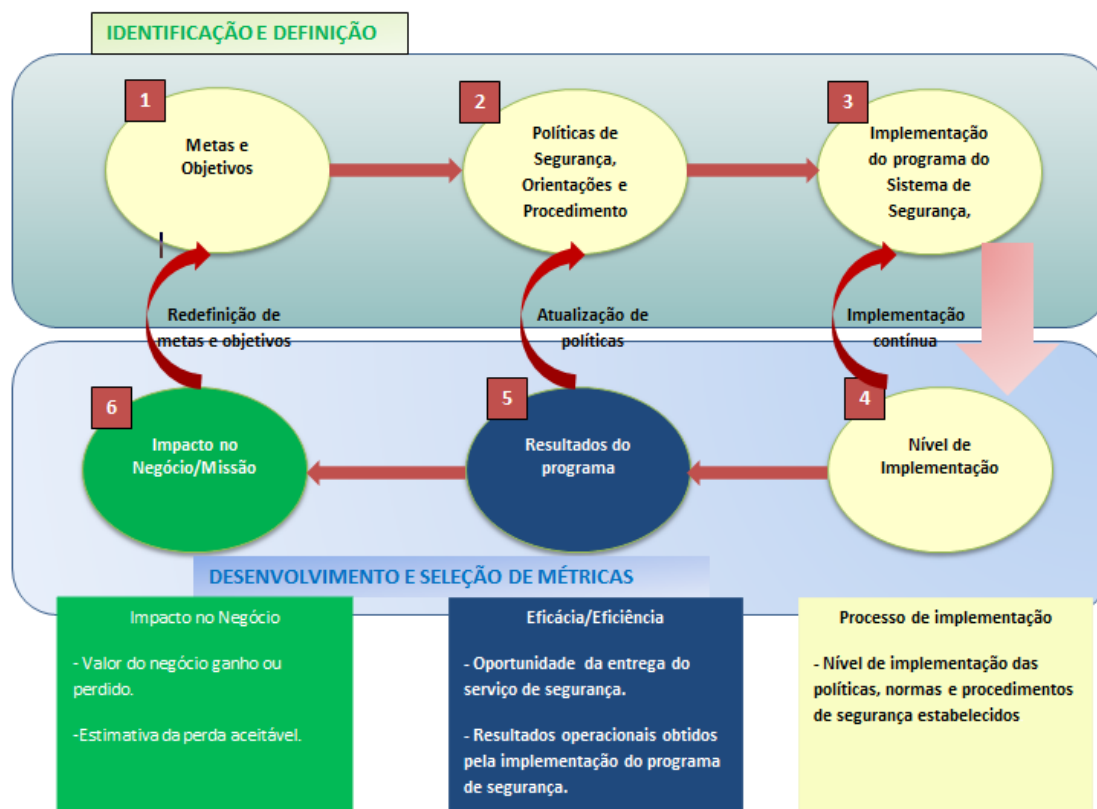 IDENTIFICAÇÃO E DEFINIÇÃO
1
Metas e
Objetivos
2
Políticas de
Segurança,
Orientações e
Procedimento
3
Implementação
do programa do
Sistema de
Segurança,
Redefinição de
metas e objetivos
Atualização de
políticas
Implementação
contínua
6
Impacto no
Negócio/Missão
5
Resultados do
programa
4
Nível de
Implementação
DESENVOLVIMENTO E SELEÇÃO DE MÉTRICAS
Impacto no Negócio
- Valor do negócio ganho ou
perdido.
-Estimativa da perda aceitável.
Eficácia/Eficiência
- Oportunidade da entrega do
serviço de segurança.
- Resultados operacionais obtidos
pela implementação do programa
de segurança.
Processo de implementação
- Nível de implementação das
políticas, normas e procedimentos
de segurança estabelecidos